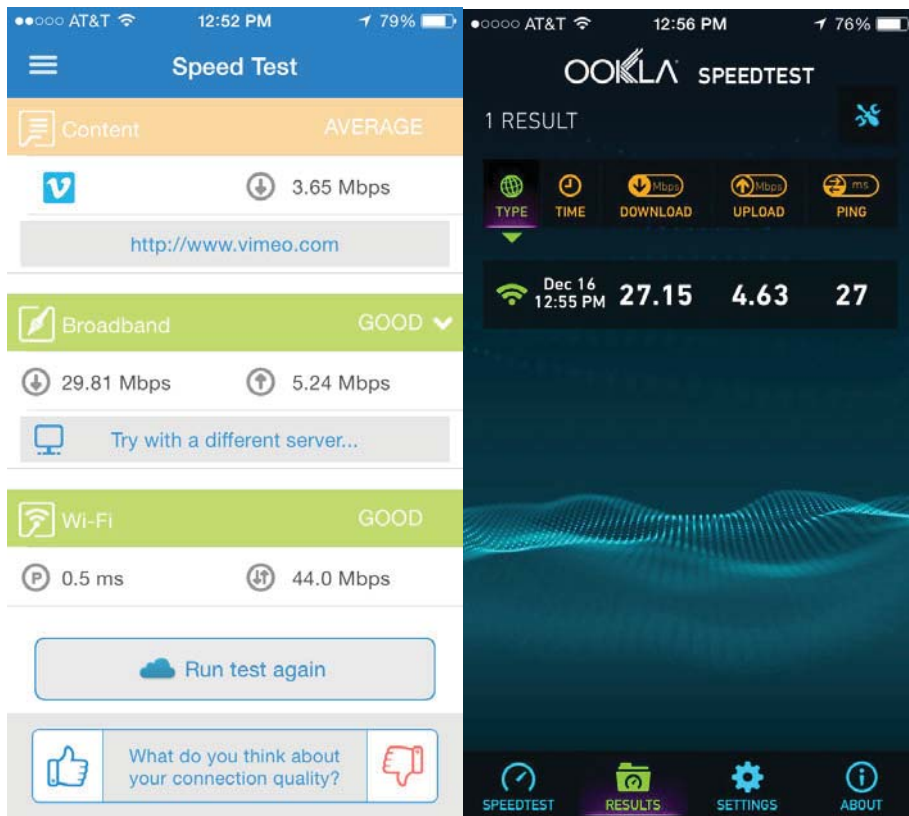 AT&T 12:52 PM 79%
Speed Test
Content AVERAGE
3.65 Mbps
http://www.vimeo.com
Broadband GOOD
29.81 Mbps 5.24 Mbps
Try with a different server...
Wi-Fi GOOD
P 0.5 ms 44.0 Mbps
Run test again
What do you think about
your connection quality?
AT&T 12:56 PM 76%
OOKLA SPEEDTEST
1 RESULT
Mbps Mbps ms
TYPE TIME DOWNLOAD UPLOAD PING
Dec 16
12:55 PM 27.15 4.63 27
SPEEDTEST RESULTS SETTINGS ABOUT